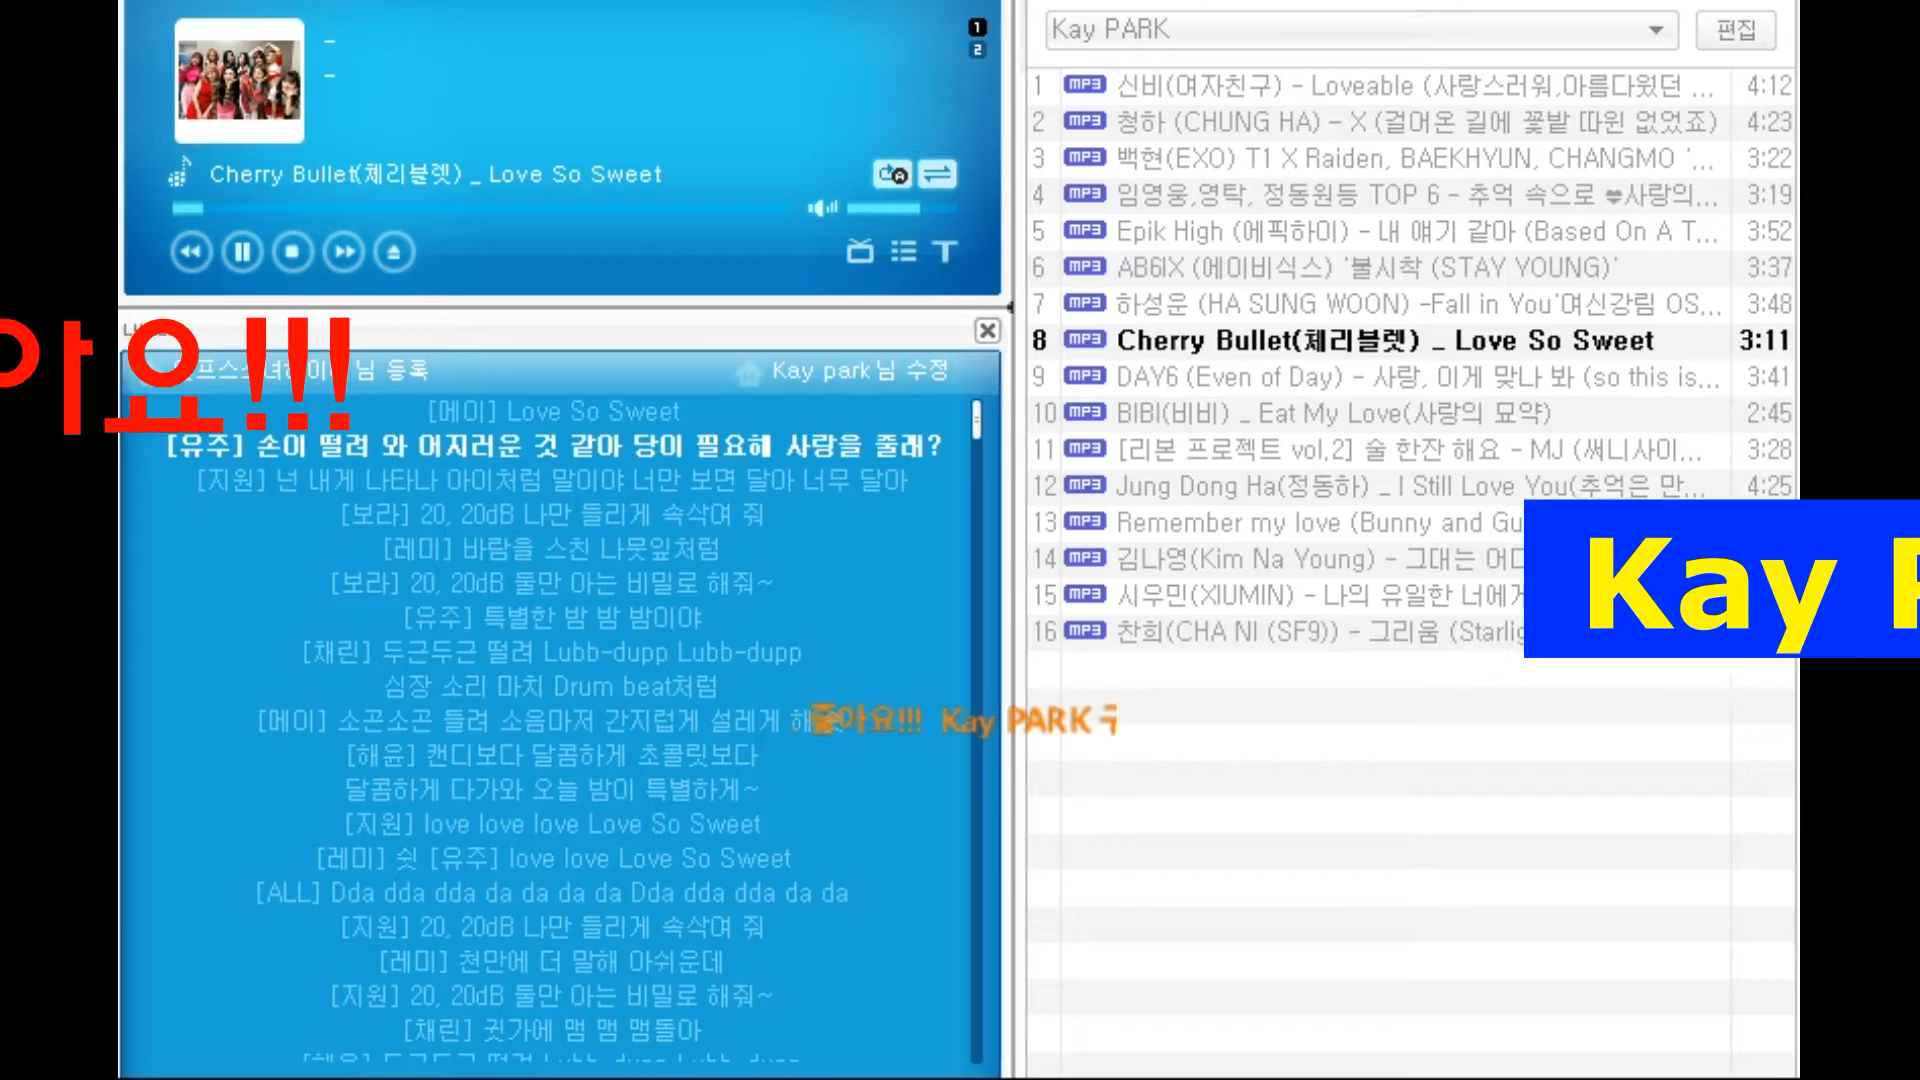 1
2
Cherry Bullet(체리블렛) _ Love So Sweet
아요!!!
님 등록
Kay park님 수정
[메이] Love So Sweet
[유주] 손이 떨려 와 어지러운 것 같아 당이 필요해 사랑을 줄래?
[지원] 넌 내게 나타나 아이처럼 말이야 너만 보면 달아 너무 달아
[보라] 20, 20dB 나만 들리게 속삭여 줘
[레미] 바람을 스친 나뭇잎처럼
[보라] 20, 20dB 둘만 아는 비밀로 해줘~
[유주] 특별한 밤 밤 밤이야
[채린] 두근두근 떨려 Lubb-dupp Lubb-dupp
심장 소리 마치 Drum beat처럼
[메이] 소곤소곤 들려 소음마저 간지럽게 설레게 해
[해윤] 캔디보다 달콤하게 초콜릿보다
달콤하게 다가와 오늘 밤이 특별하게~
[지원] love love love Love So Sweet
[레미] 쉿 [유주] love love Love So Sweet
[ALL] Dda dda dda da da da da Dda dda dda da da
[지원] 20, 20dB 나만 들리게 속삭여 줘
[레미] 천만에 더 말해 아쉬운데
[지원] 20, 20dB 둘만 아는 비밀로 해줘~
[채린] 귓가에 맴 맴 맴돌아
[해윤] 두근두근 떨려 Lubb-dupp Lubb-dupp
좋아요!!! Kay PARK
Kay PARK
편집
1 MP3 신비(여자친구) - Loveable (사랑스러워,아름다웠던 ... 4:12
2 MP3 청하 (CHUNG HA) - X (걸어온 길에 꽃밭 따윈 없었죠) 4:23
3 MP3 백현(EXO) T1 X Raiden, BAEKHYUN, CHANGMO '... 3:22
4 MP3 임영웅,영탁, 정동원등 TOP 6 - 추억 속으로 ❤사랑의... 3:19
5 MP3 Epik High (에픽하이) - 내 얘기 같아 (Based On A T... 3:52
6 MP3 AB6IX (에이비식스) '불시착 (STAY YOUNG)' 3:37
7 MP3 하성운 (HA SUNG WOON) -Fall in You'여신강림 OS... 3:48
8 MP3 Cherry Bullet(체리블렛) _ Love So Sweet 3:11
9 MP3 DAY6 (Even of Day) - 사랑, 이게 맞나 봐 (so this is... 3:41
10 MP3 BIBI(비비) _ Eat My Love(사랑의 묘약) 2:45
11 MP3 [리본 프로젝트 vol,2] 술 한잔 해요 - MJ (써니사이... 3:28
12 MP3 Jung Dong Ha(정동하) _ I Still Love You(추억은 만... 4:25
13 MP3 Remember my love (Bunny and Gu
14 MP3 김나영(Kim Na Young) - 그대는 어디
15 MP3 시우민(XIUMIN) - 나의 유일한 너에게
16 MP3 찬희(CHA NI (SF9)) - 그리움 (Starlig
Kay P